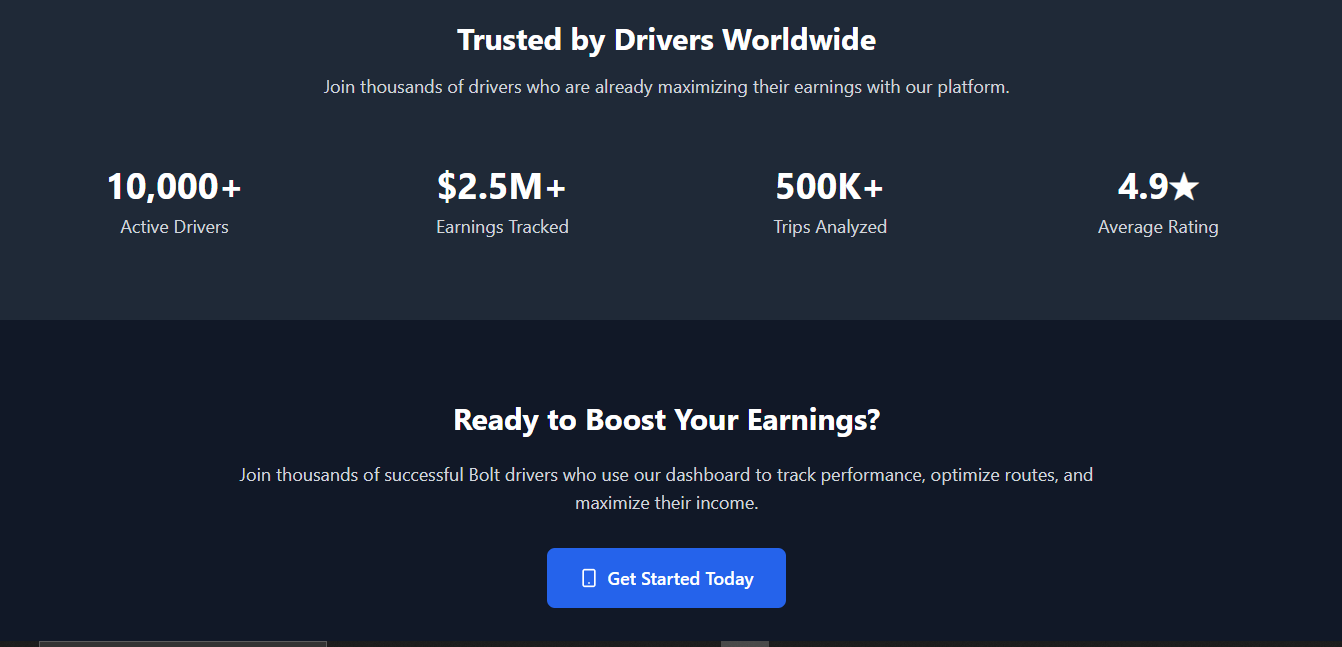 Trusted by Drivers Worldwide
Join thousands of drivers who are already maximizing their earnings with our platform.
10,000+
Active Drivers
$2.5M+
Earnings Tracked
500K+
Trips Analyzed
4.9★
Average Rating
Ready to Boost Your Earnings?
Join thousands of successful Bolt drivers who use our dashboard to track performance, optimize routes, and
maximize their income.
Get Started Today